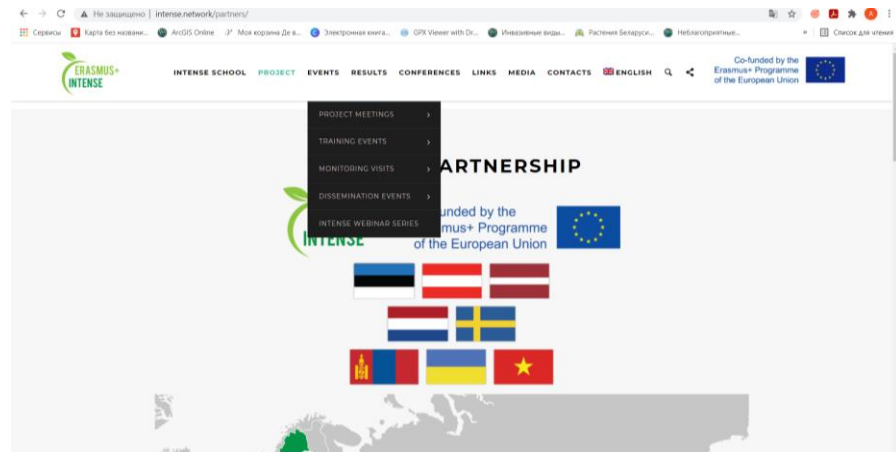 Не защищено | intense.network/partners/
Сервисы Карта без названи... ArcGIS Online Моя корзина Де в... Электронная книга... GPX Viewer with Dr... Инвазивные виды... Растения Беларуси... Неблагоприятные... » Список для чтения
ERASMUS+
INTENSE
INTENSE SCHOOL PROJECT EVENTS RESULTS CONFERENCES LINKS MEDIA CONTACTS ENGLISH
Co-funded by the
Erasmus+ Programme
of the European Union
PROJECT MEETINGS
TRAINING EVENTS
MONITORING VISITS
DISSEMINATION EVENTS
INTENSE WEBINAR SERIES
ARTNERSHIP
INTENSE
unded by the
mus+ Programme
of the European Union